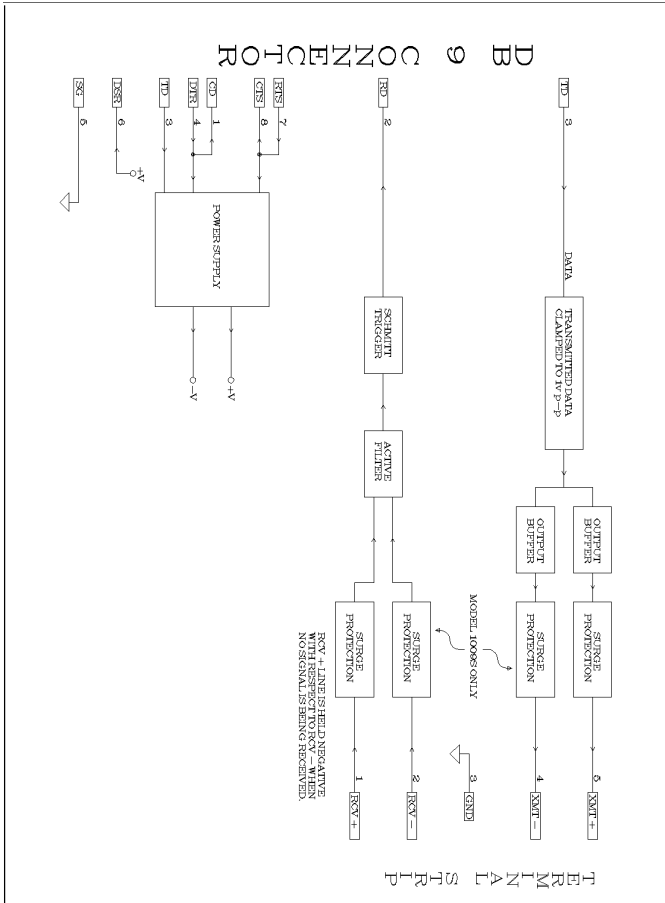 DB 9 CONNECTOR
TERMINAL STRIP
TD
3
DATA
TRANSMITTED DATA
CLAMPED TO 1v p-p
OUTPUT
BUFFER
SURGE
PROTECTION
5
XMT +
OUTPUT
BUFFER
SURGE
PROTECTION
4
XMT -
MODEL 1009S ONLY
3
GND
RD
2
SCHMITT
TRIGGER
ACTIVE
FILTER
SURGE
PROTECTION
2
RCV -
SURGE
PROTECTION
1
RCV +
RCV + LINE IS HELD NEGATIVE
WITH RESPECT TO RCV - WHEN
NO SIGNAL IS BEING RECEIVED.
RTS
7
CTS
8
CD
1
DTR
4
TD
3
POWER SUPPLY
+V
-V
DSR
6
+V
SG
5